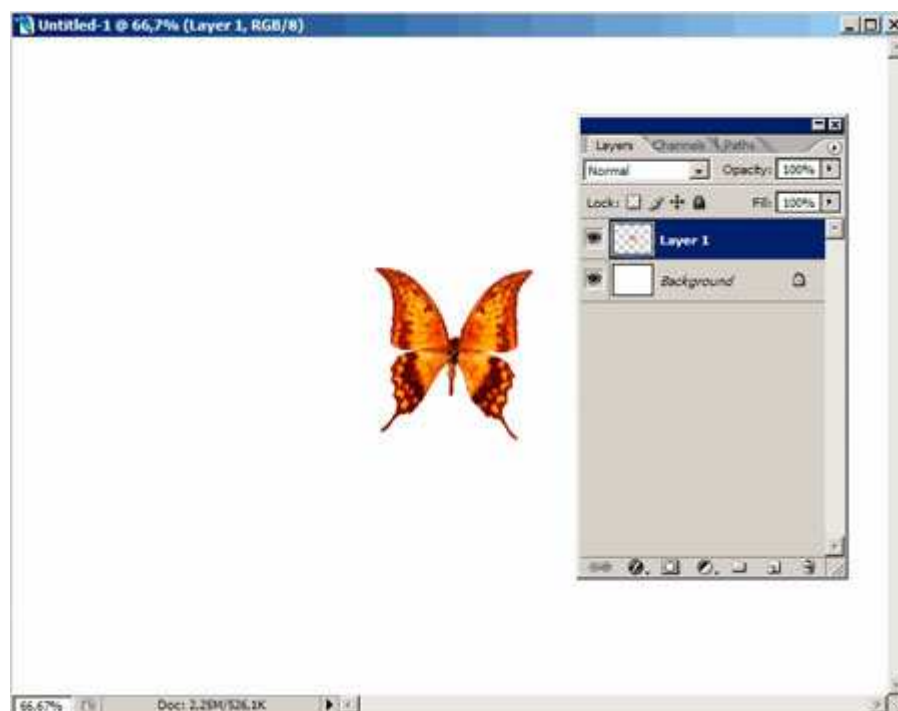 Untitled-1 @ 66,7% (Layer 1, RGB/8)
Layers Channels Paths
Normal Opacity: 100%
Lock: Fill: 100%
Layer 1
Background
66.67% Doc: 2,25M/526,1K